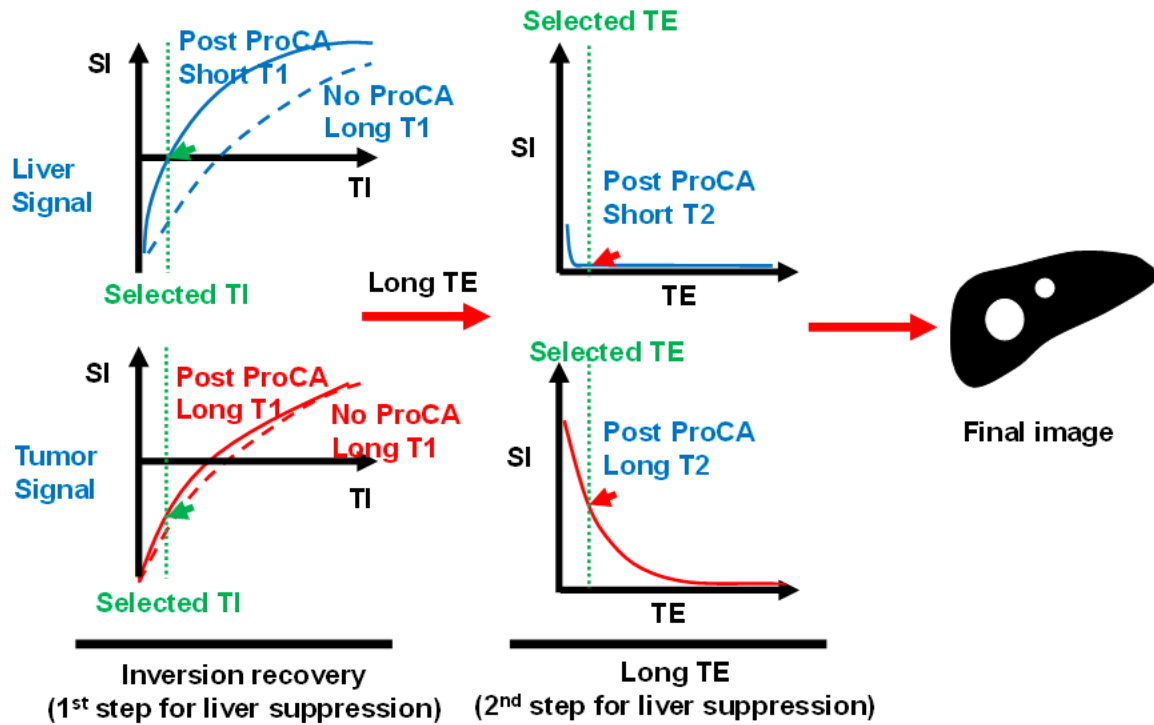 SI
Post ProCA
Short T1
No ProCA
Long T1
TI
Liver
Signal
Selected TI
Selected TE
SI
Post ProCA
Short T2
TE
Long TE
SI
Post ProCA
Long T1
No ProCA
Long T1
TI
Tumor
Signal
Selected TI
Selected TE
SI
Post ProCA
Long T2
TE
Final image
Inversion recovery
(1st step for liver suppression)
Long TE
(2nd step for liver suppression)